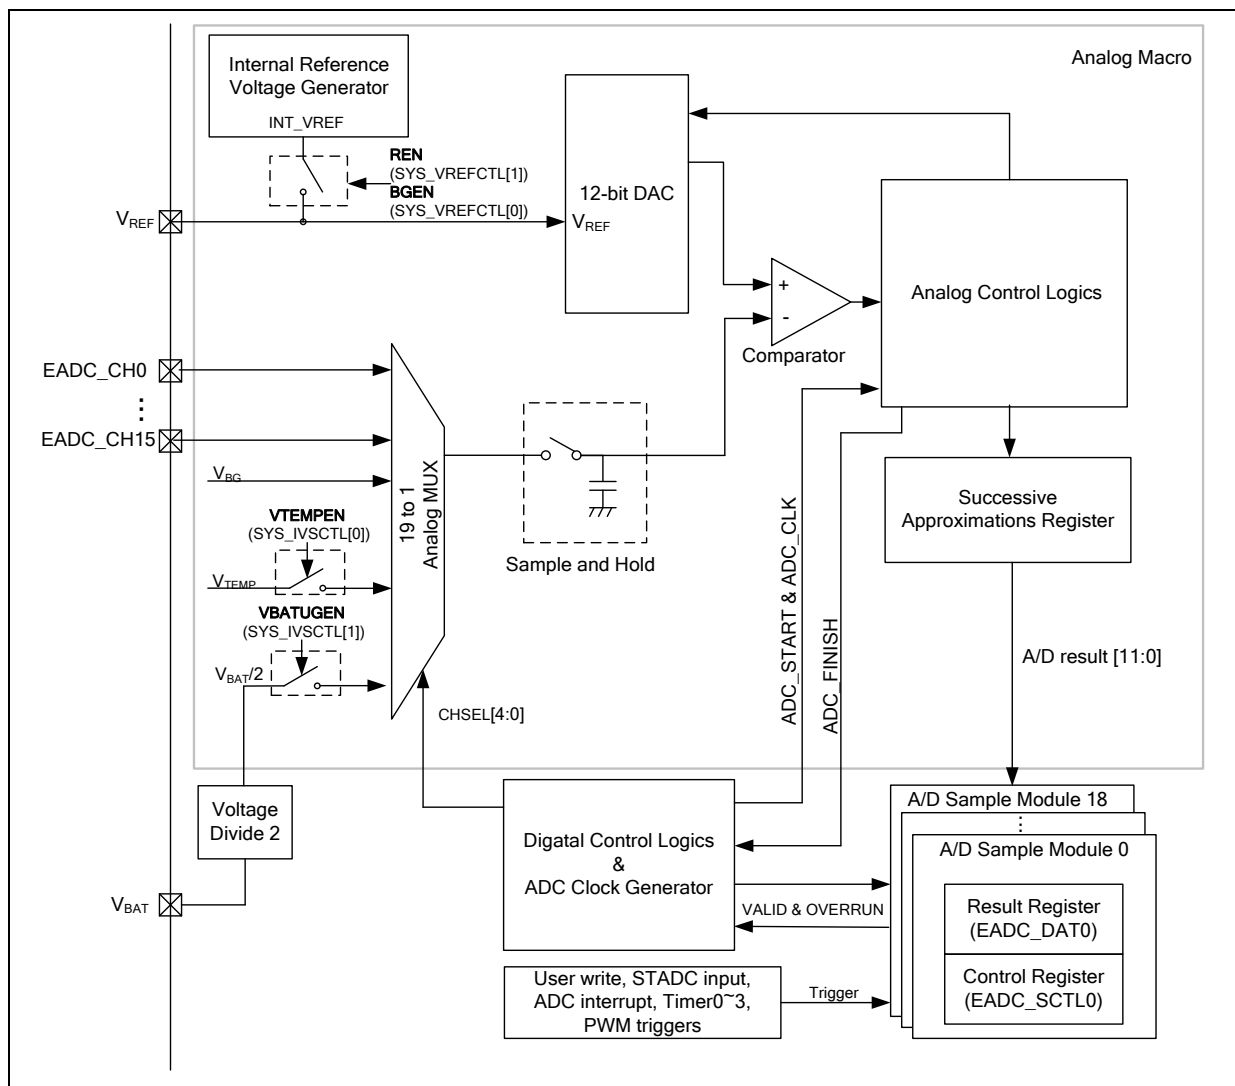 Internal Reference
Voltage Generator
INT_VREF
Analog Macro
REN
(SYS_VREFCTL[1])
BGEN
(SYS_VREFCTL[0])
VREF
12-bit DAC
VREF
+
-
Comparator
Analog Control Logics
EADC_CH0
⋮
EADC_CH15
VBG
VTEMPEN
(SYS_IVSCTL[0])
VTEMP
VBATUGEN
(SYS_IVSCTL[1])
VBAT/2
19 to 1
Analog MUX
Sample and Hold
CHSEL[4:0]
ADC_START & ADC_CLK
ADC_FINISH
Successive
Approximations Register
A/D result [11:0]
Voltage
Divide 2
VBAT
Digatal Control Logics
&
ADC Clock Generator
VALID & OVERRUN
A/D Sample Module 18
⋮
A/D Sample Module 0
Result Register
(EADC_DAT0)
Control Register
(EADC_SCTL0)
User write, STADC input,
ADC interrupt, Timer0~3,
PWM triggers
Trigger